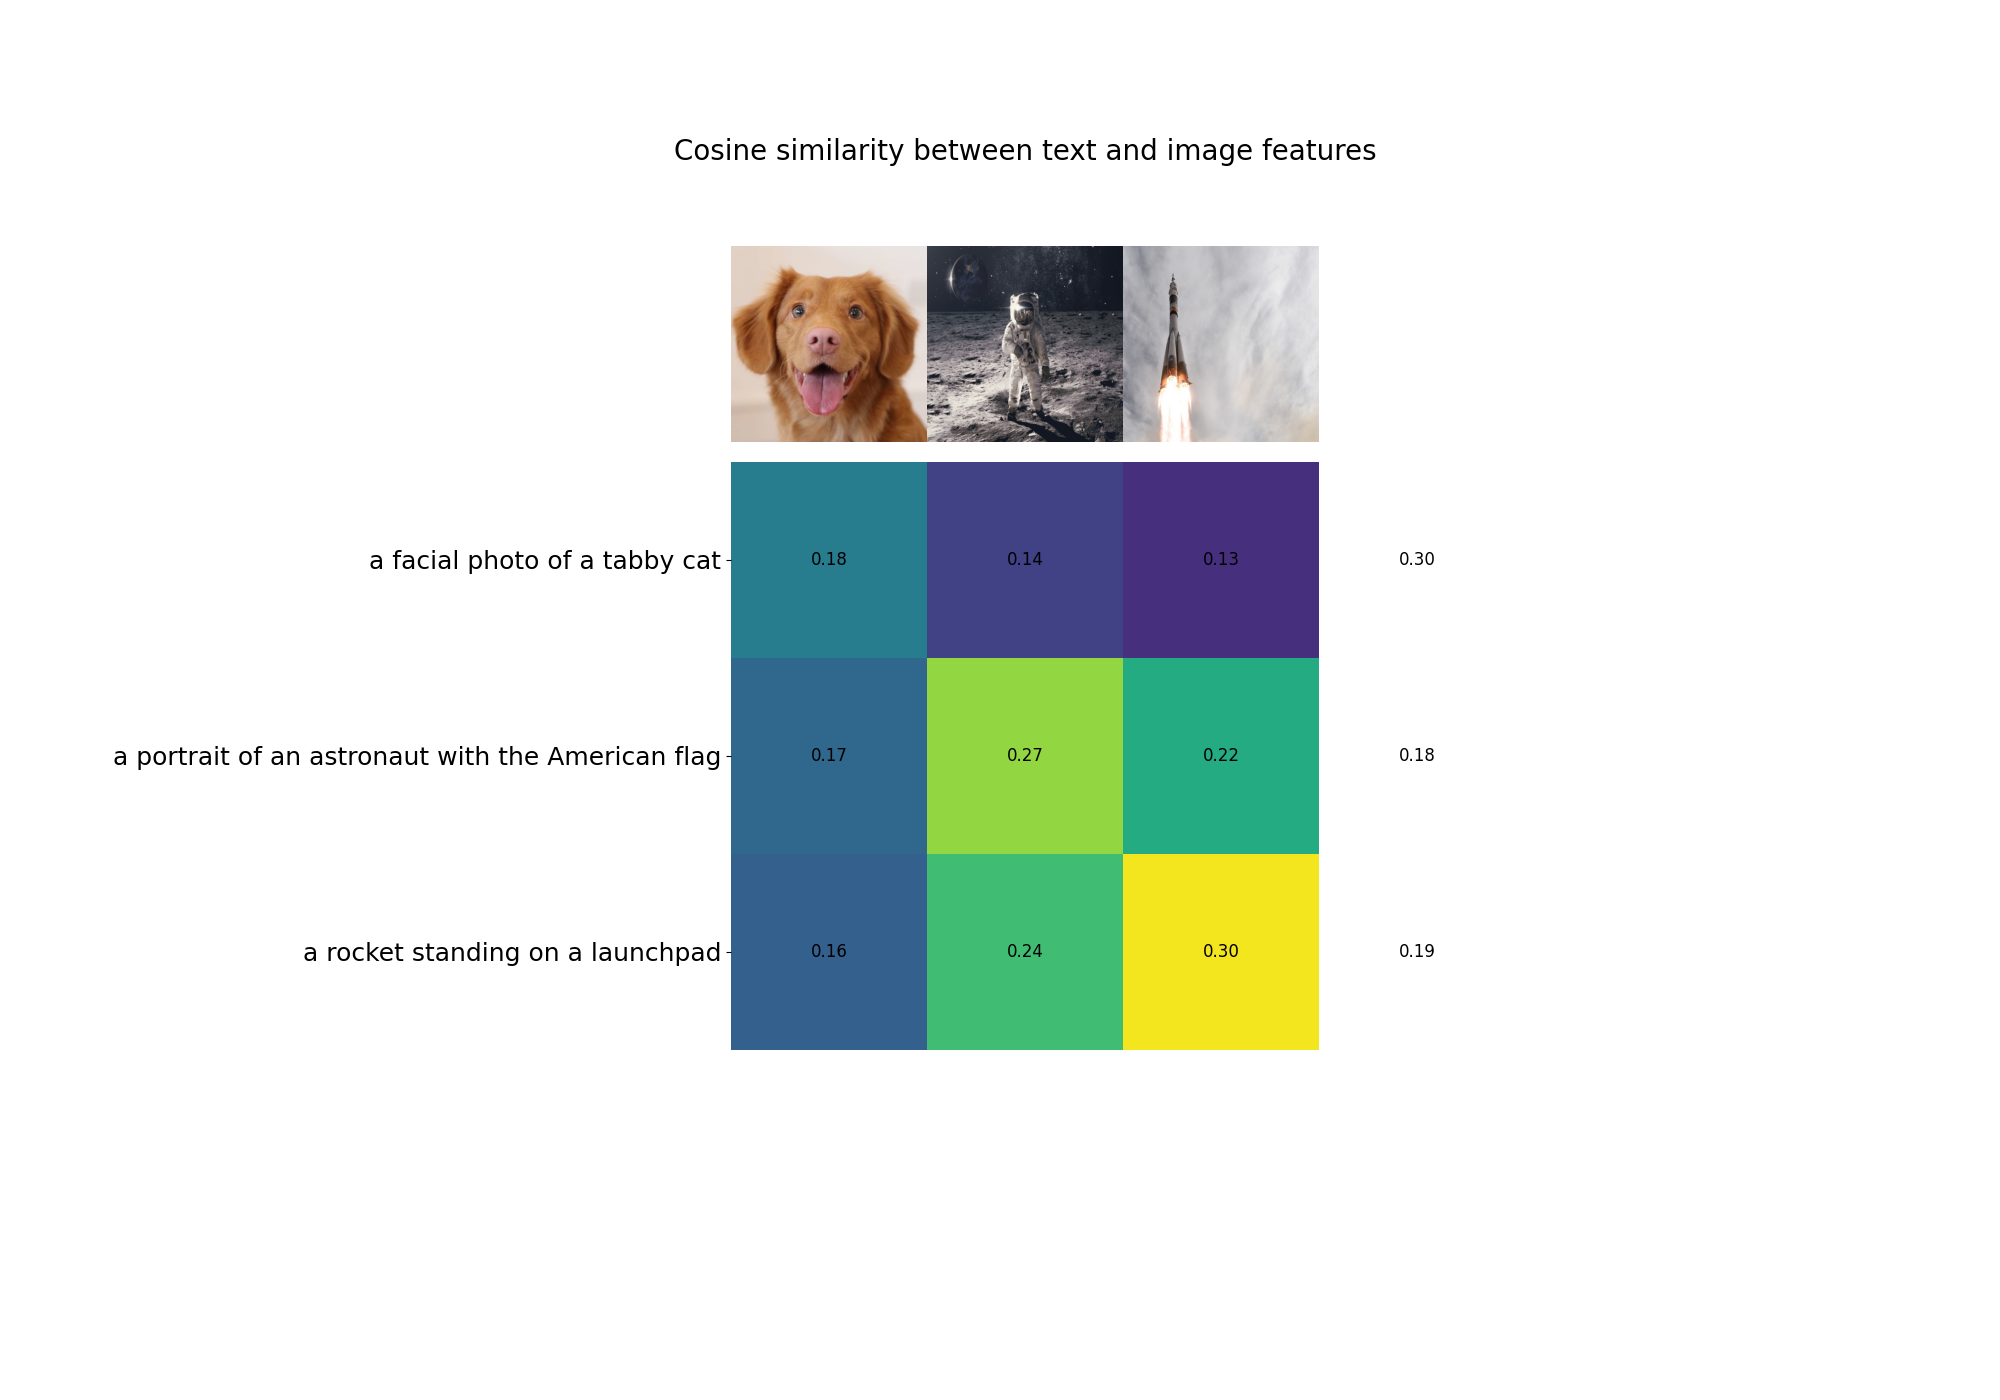 Cosine similarity between text and image features
a facial photo of a tabby cat 0.18 0.14 0.13 0.30
a portrait of an astronaut with the American flag 0.17 0.27 0.22 0.18
a rocket standing on a launchpad 0.16 0.24 0.30 0.19